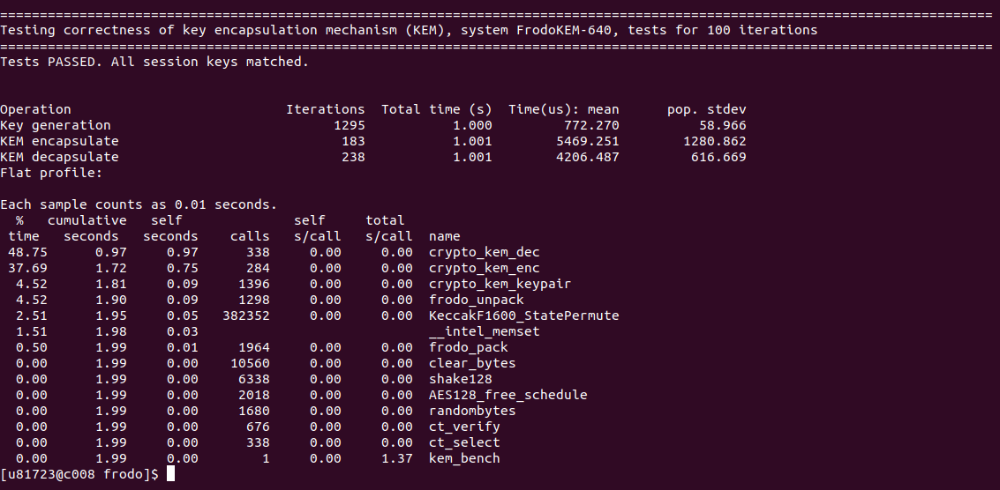 =============================================================================================================================
Testing correctness of key encapsulation mechanism (KEM), system FrodoKEM-640, tests for 100 iterations
=============================================================================================================================
Tests PASSED. All session keys matched.
Operation                           Iterations  Total time (s)  Time(us): mean      pop. stdev
Key generation                            1295           1.000         772.270          58.966
KEM encapsulate                            183           1.001        5469.251        1280.862
KEM decapsulate                            238           1.001        4206.487         616.669
Flat profile:
Each sample counts as 0.01 seconds.
  %   cumulative   self              self     total
 time   seconds   seconds    calls   s/call   s/call  name
 48.75      0.97     0.97      338     0.00     0.00  crypto_kem_dec
 37.69      1.72     0.75      284     0.00     0.00  crypto_kem_enc
  4.52      1.81     0.09     1396     0.00     0.00  crypto_kem_keypair
  4.52      1.90     0.09     1298     0.00     0.00  frodo_unpack
  2.51      1.95     0.05   382352     0.00     0.00  KeccakF1600_StatePermute
  1.51      1.98     0.03                             __intel_memset
  0.50      1.99     0.01     1964     0.00     0.00  frodo_pack
  0.00      1.99     0.00    10560     0.00     0.00  clear_bytes
  0.00      1.99     0.00     6338     0.00     0.00  shake128
  0.00      1.99     0.00     2018     0.00     0.00  AES128_free_schedule
  0.00      1.99     0.00     1680     0.00     0.00  randombytes
  0.00      1.99     0.00      676     0.00     0.00  ct_verify
  0.00      1.99     0.00      338     0.00     0.00  ct_select
  0.00      1.99     0.00        1     0.00     1.37  kem_bench
[u81723@c008 frodo]$